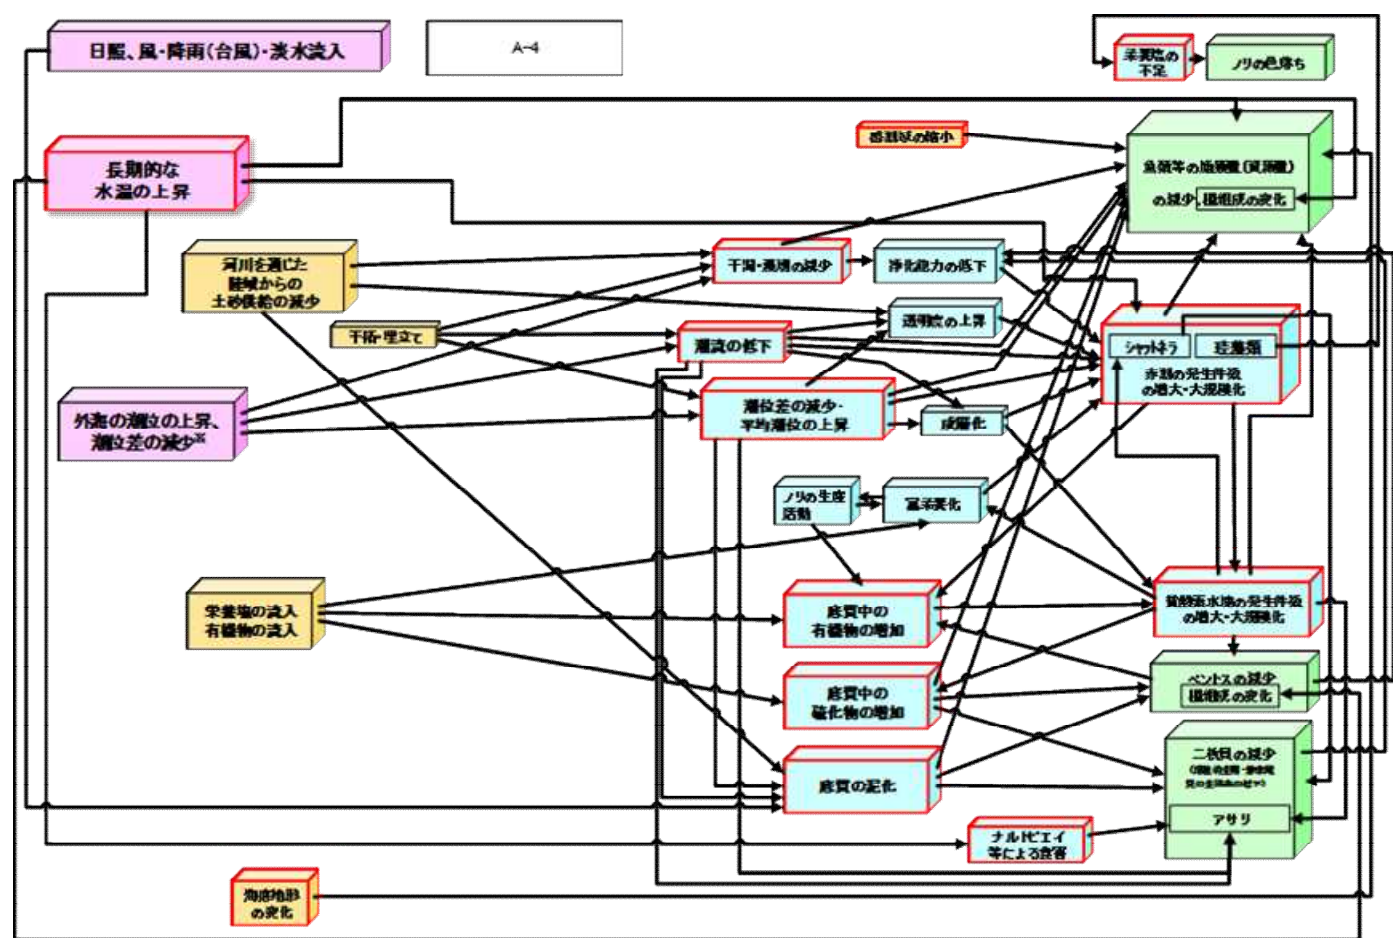 日照、風・降雨(台風)・淡水流入
A-4
栄養塩の
不足
ノリの色落ち
長期的な
水温の上昇
藻場域の縮小
魚類等の漁獲量(資源量)
の減少、種組成の変化
河川を通じた
陸域からの
土砂供給の減少
干潟・藻場の減少
浄化能力の低下
干拓・埋立て
潮流の低下
透明度の上昇
シャットネラ
珪藻類
赤潮の発生件数
の増大・大規模化
外海の潮位の上昇、
潮位差の減少※
潮位差の減少・
平均潮位の上昇
成層化
ノリの生産
活動
富栄養化
栄養塩の流入
有機物の流入
底質中の
有機物の増加
貧酸素水塊の発生件数
の増大・大規模化
底質中の
硫化物の増加
ベントスの減少
種組成の変化
底質の泥化
二枚貝の減少
アサリ
ナルトビエイ
等による食害
海底地形
の変化